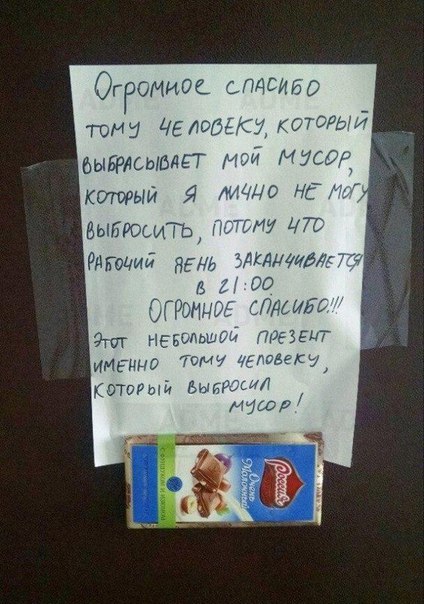 Огромное спасибо
тому человеку, который
выбрасывает мой мусор,
который я лично не могу
выбросить, потому что
рабочий день заканчивается
в 21:00
Огромное спасибо!!!
Этот небольшой презент
именно тому человеку,
который выбросил
мусор!
Россия
Очень
Молочный